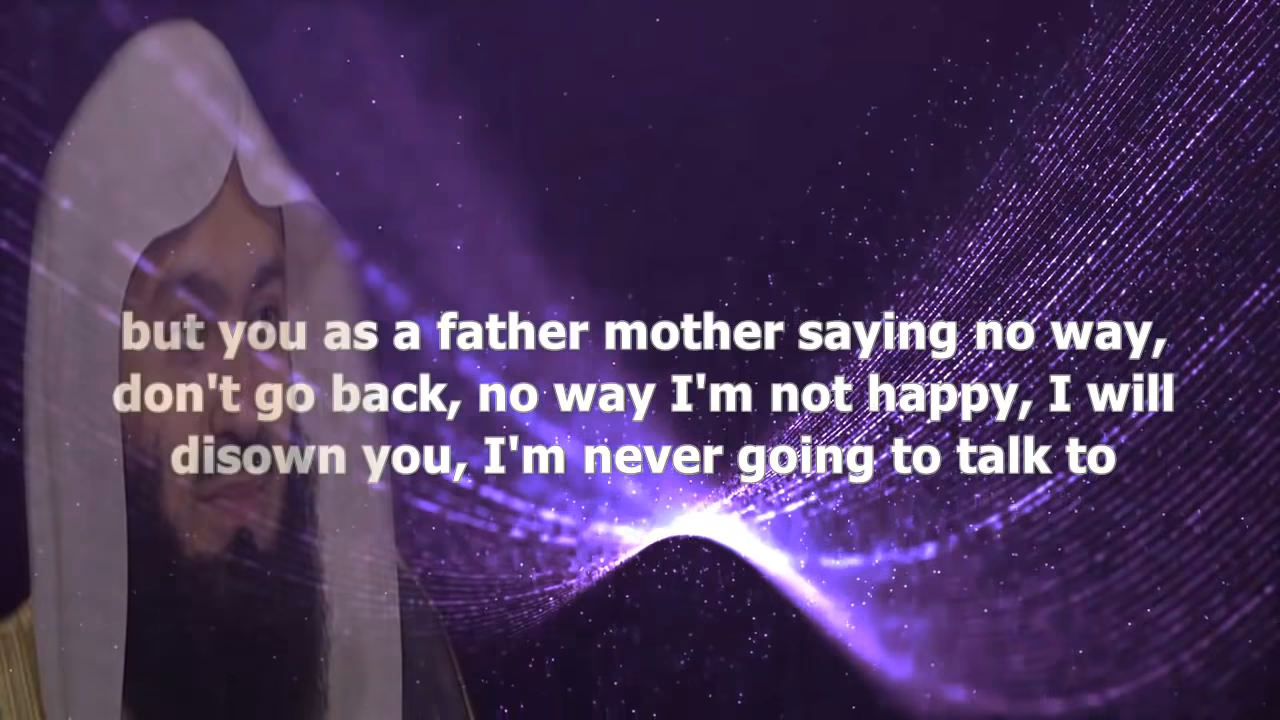 but you as a father mother saying no way,
don't go back, no way I'm not happy, I will
disown you, I'm never going to talk to